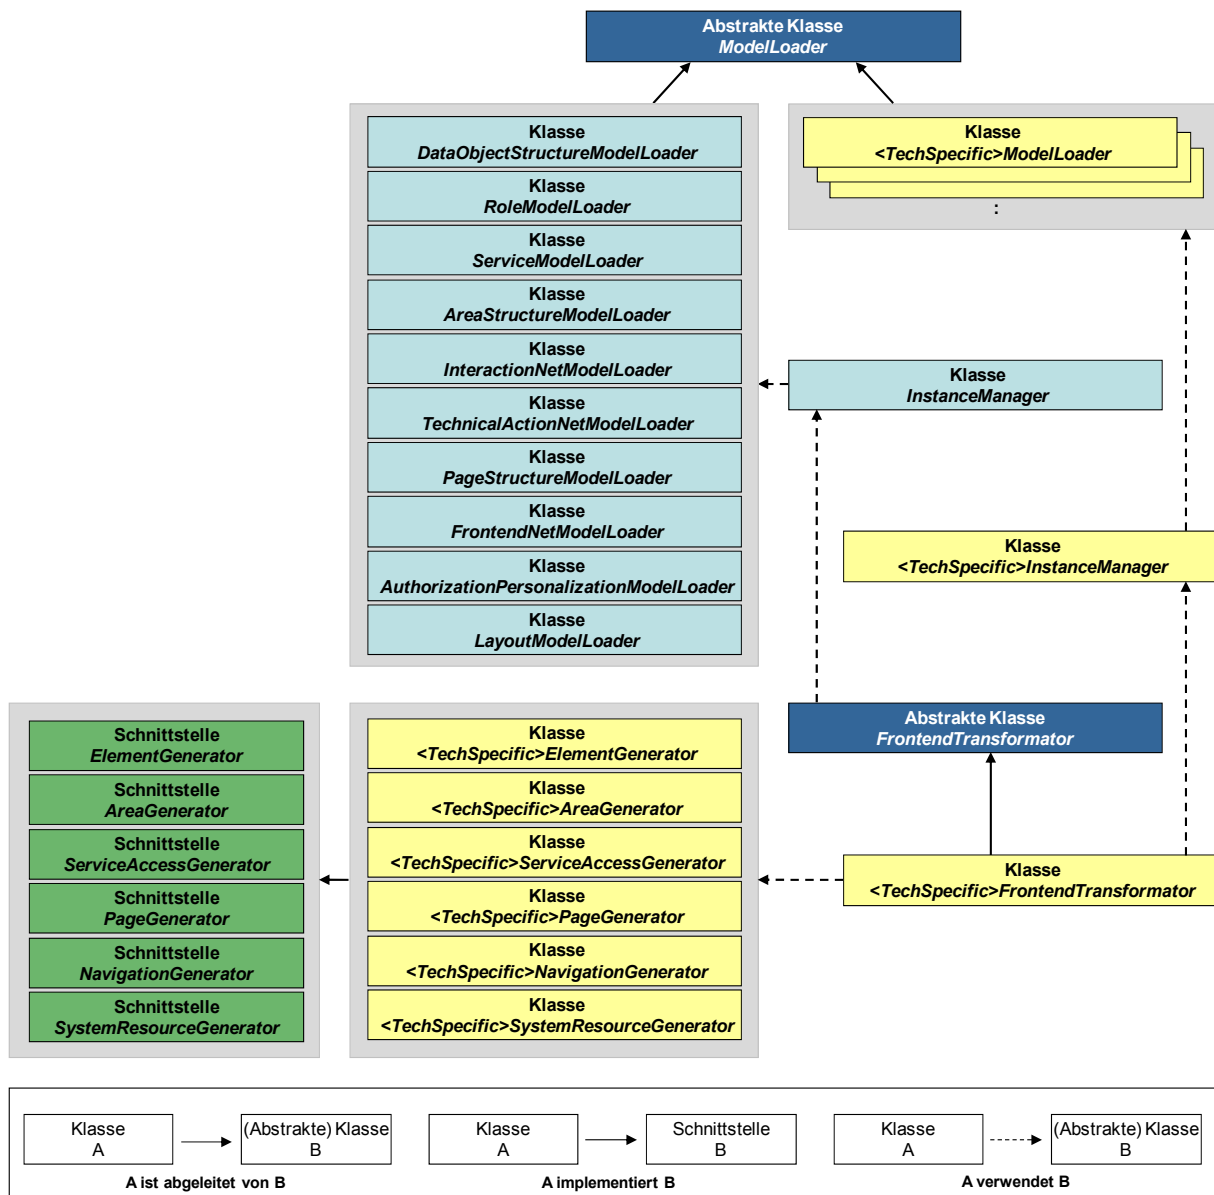 Abstrakte Klasse
ModelLoader
Klasse
DataObjectStructureModelLoader
Klasse
RoleModelLoader
Klasse
ServiceModelLoader
Klasse
AreaStructureModelLoader
Klasse
InteractionNetModelLoader
Klasse
TechnicalActionNetModelLoader
Klasse
PageStructureModelLoader
Klasse
FrontendNetModelLoader
Klasse
AuthorizationPersonalizationModelLoader
Klasse
LayoutModelLoader
Klasse
<TechSpecific>ModelLoader
:
Klasse
InstanceManager
Klasse
<TechSpecific>InstanceManager
Abstrakte Klasse
FrontendTransformator
Klasse
<TechSpecific>FrontendTransformator
Schnittstelle
ElementGenerator
Schnittstelle
AreaGenerator
Schnittstelle
ServiceAccessGenerator
Schnittstelle
PageGenerator
Schnittstelle
NavigationGenerator
Schnittstelle
SystemResourceGenerator
Klasse
<TechSpecific>ElementGenerator
Klasse
<TechSpecific>AreaGenerator
Klasse
<TechSpecific>ServiceAccessGenerator
Klasse
<TechSpecific>PageGenerator
Klasse
<TechSpecific>NavigationGenerator
Klasse
<TechSpecific>SystemResourceGenerator
Klasse
A
(Abstrakte) Klasse
B
A ist abgeleitet von B
Klasse
A
Schnittstelle
B
A implementiert B
Klasse
A
(Abstrakte) Klasse
B
A verwendet B